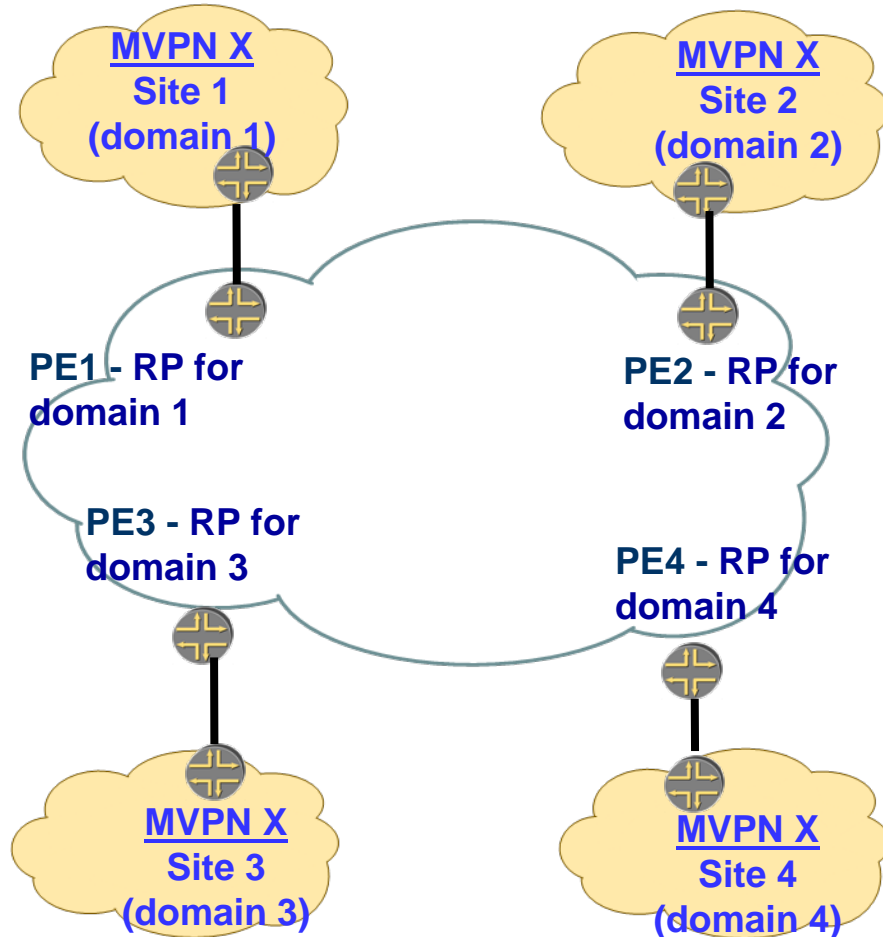 MVPN X
Site 1
(domain 1)
MVPN X
Site 2
(domain 2)
PE1 - RP for
domain 1
PE2 - RP for
domain 2
PE3 - RP for
domain 3
PE4 - RP for
domain 4
MVPN X
Site 3
(domain 3)
MVPN X
Site 4
(domain 4)